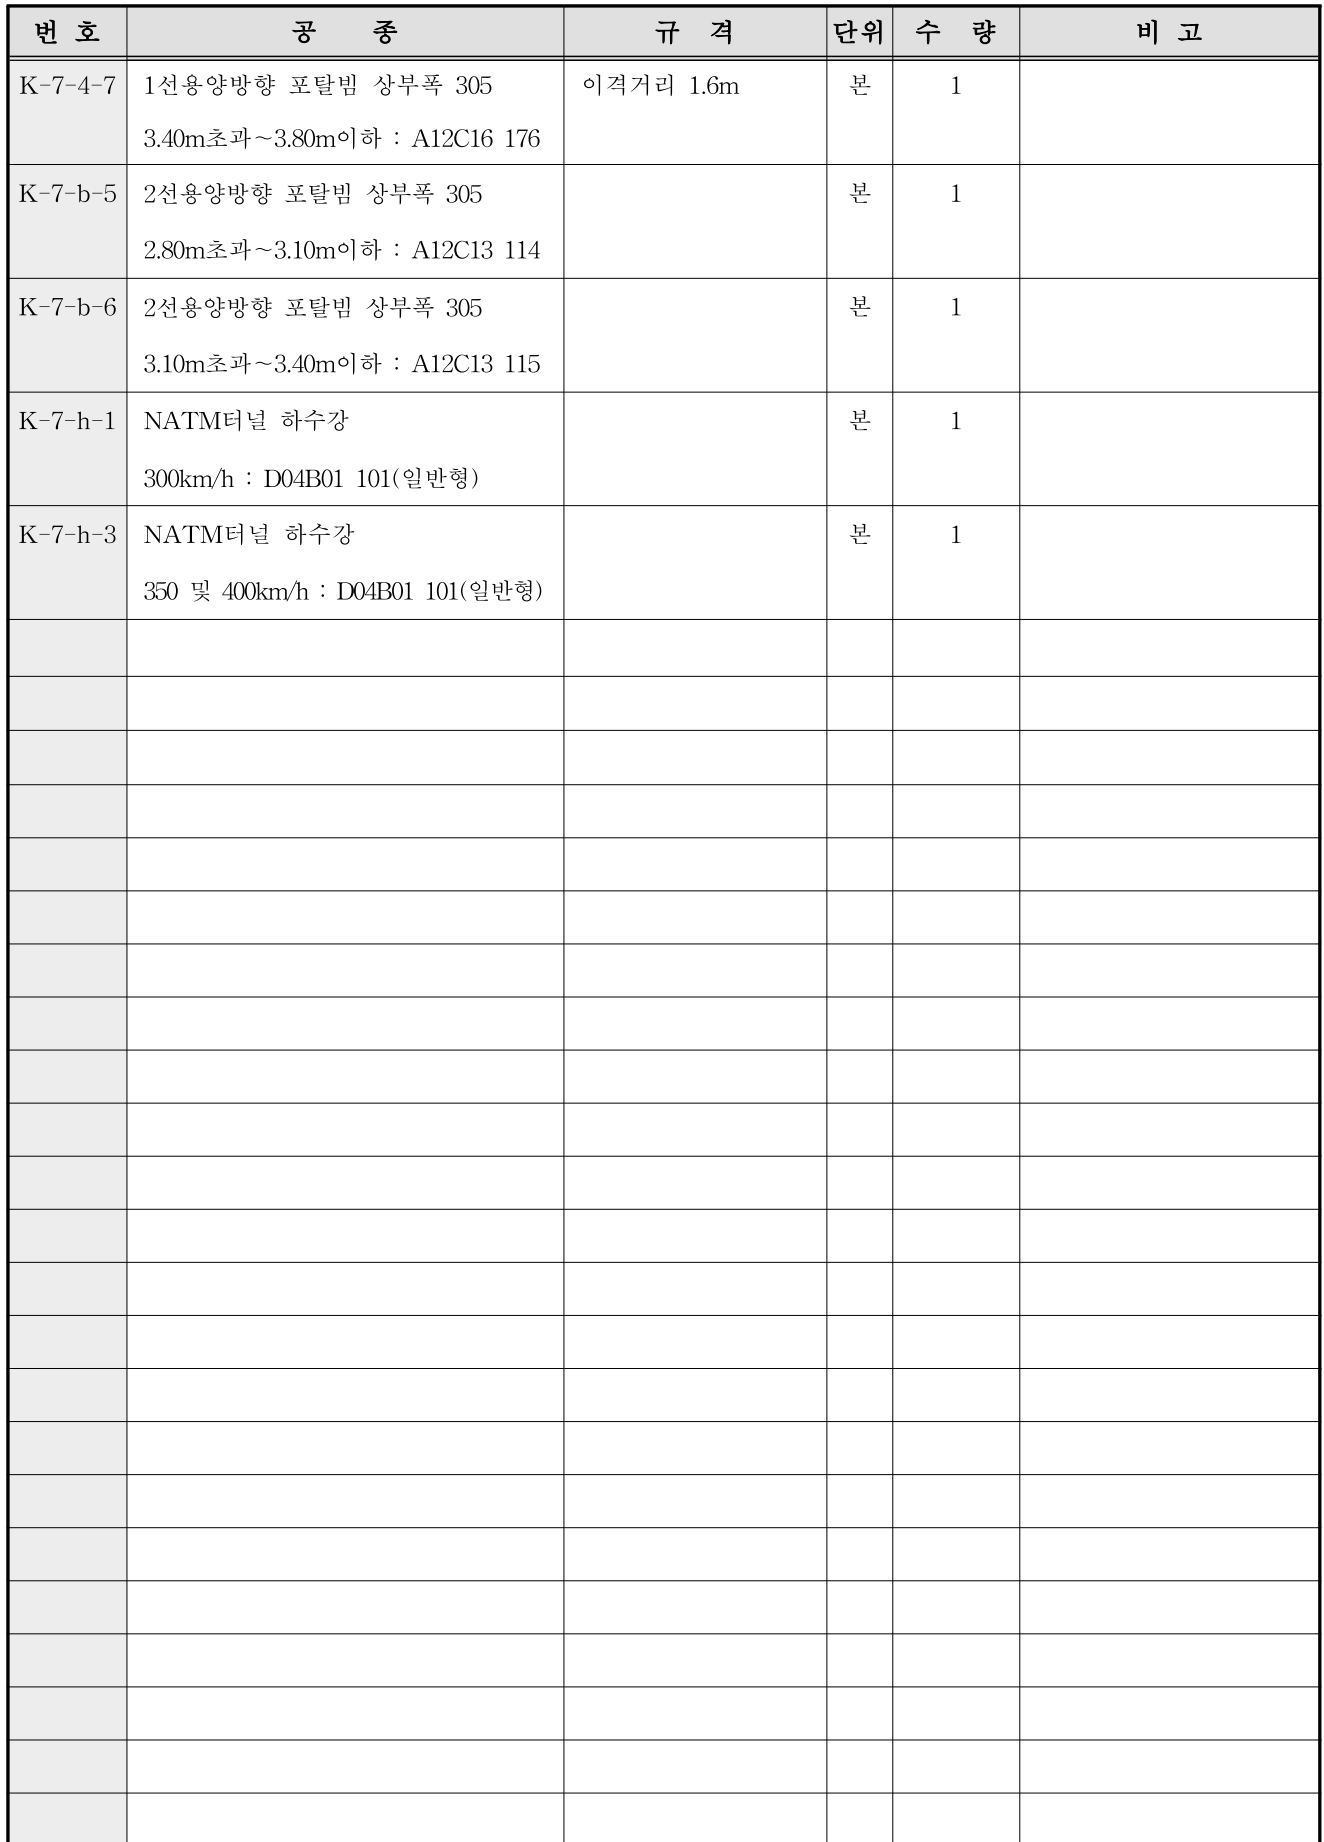 번 호 공 종 규 격 단위 수 량 비 고
K-7-4-7 1선용양방향 포탈빔 상부폭 305 이격거리 1.6m 본 1
3.40m초과~3.80m이하 : A12C16 176
K-7-b-5 2선용양방향 포탈빔 상부폭 305 본 1
2.80m초과~3.10m이하 : A12C13 114
K-7-b-6 2선용양방향 포탈빔 상부폭 305 본 1
3.10m초과~3.40m이하 : A12C13 115
K-7-h-1 NATM터널 하수강 본 1
300km/h : D04B01 101(일반형)
K-7-h-3 NATM터널 하수강 본 1
350 및 400km/h : D04B01 101(일반형)